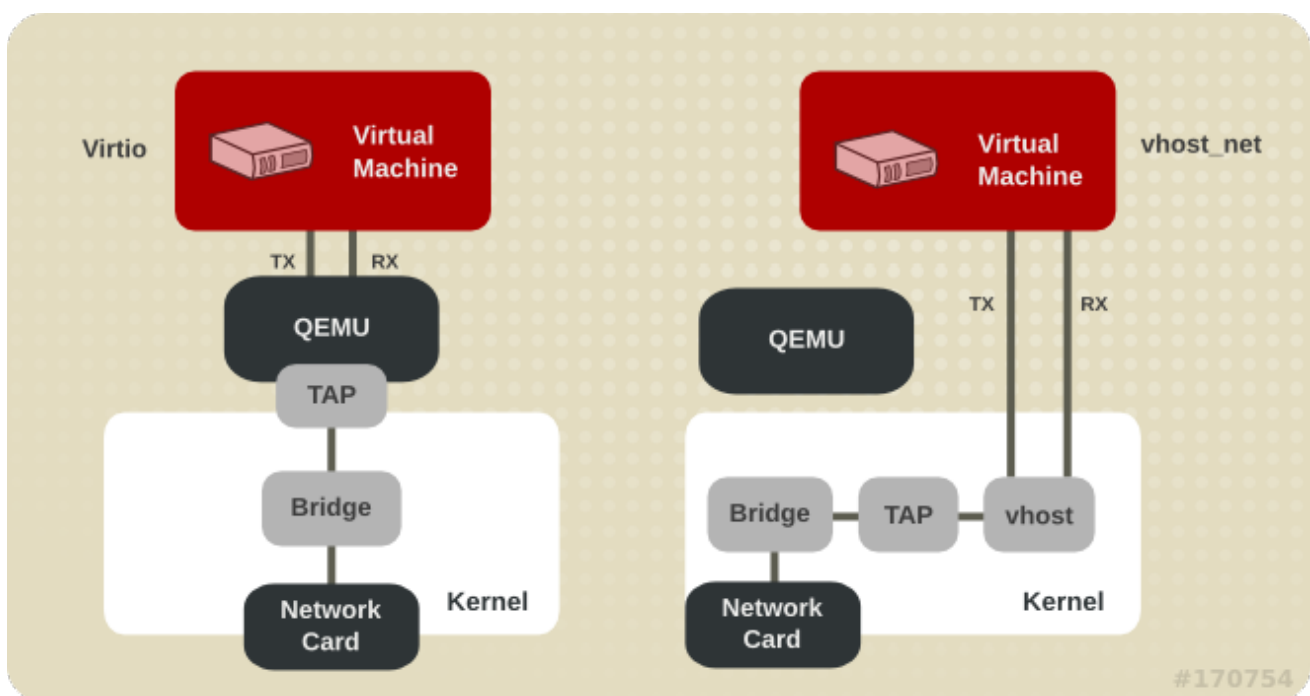 Virtio
Virtual
Machine
TX
RX
QEMU
TAP
Bridge
Network
Card
Kernel
Virtual
Machine
vhost_net
TX
RX
QEMU
Bridge
TAP
vhost
Network
Card
Kernel
#170754